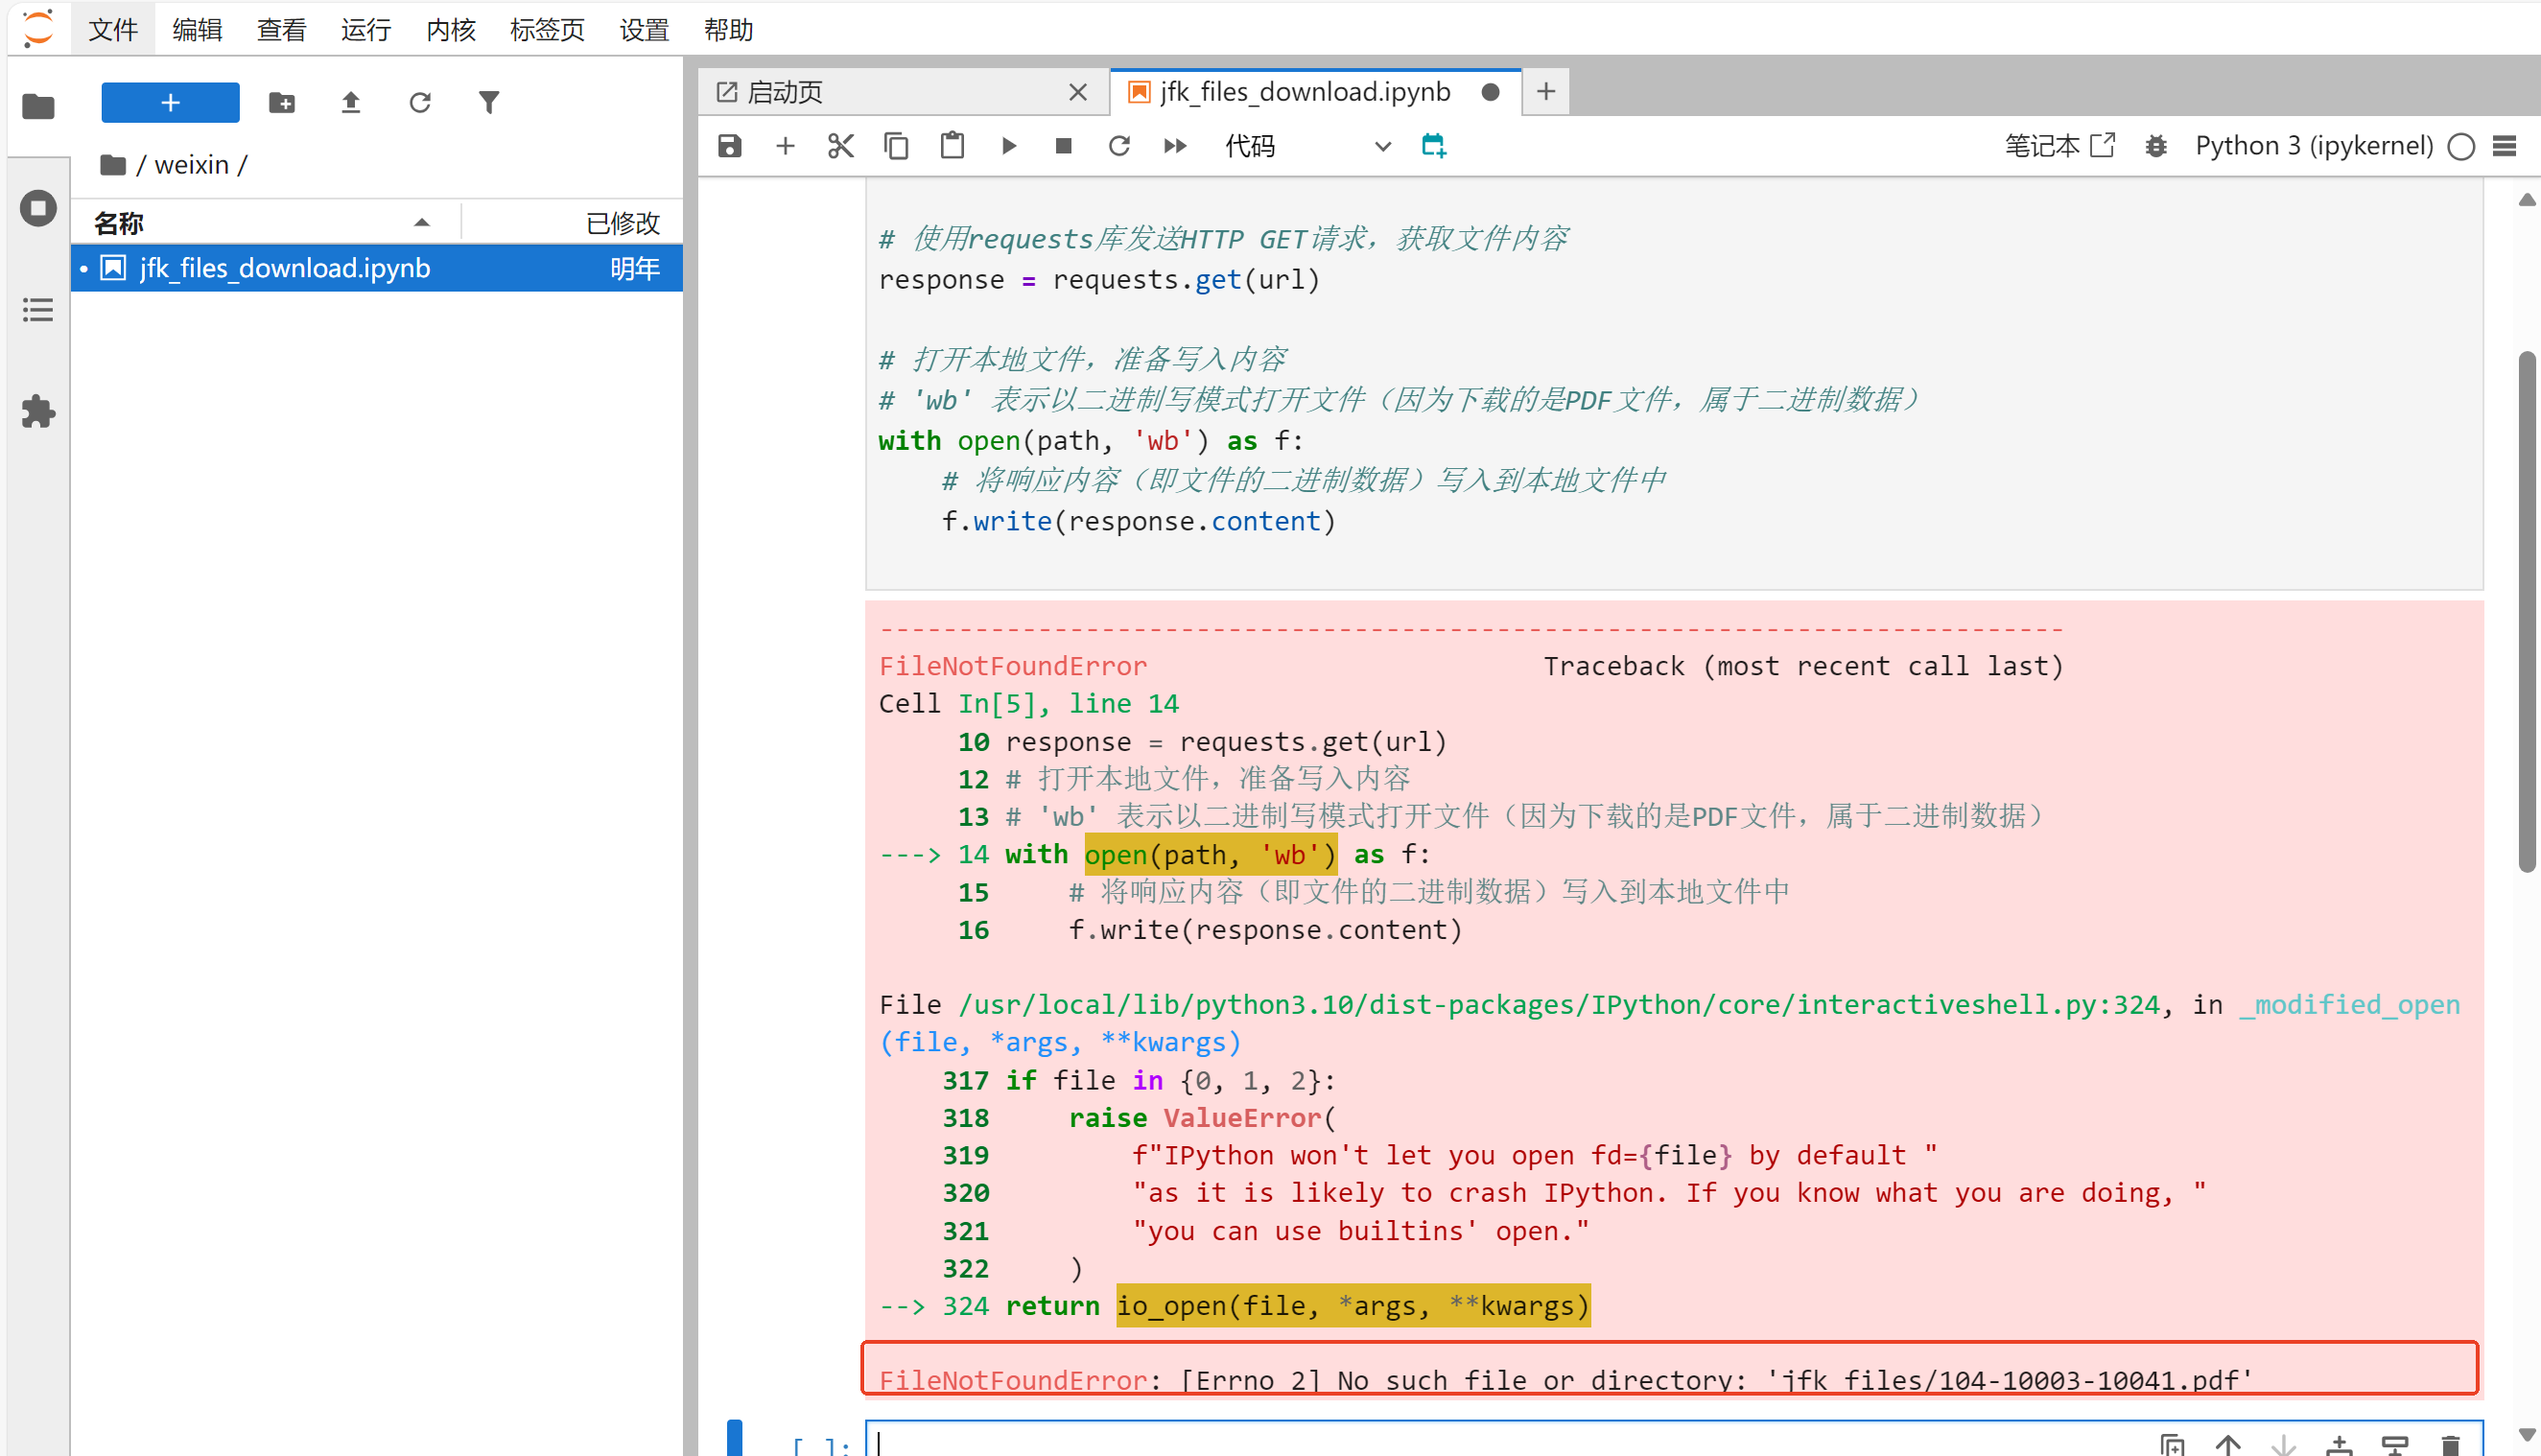 文件 编辑 查看 运行 内核 标签页 设置 帮助
/ weixin /
名称 已修改
jfk_files_download.ipynb 明年
启动页 jfk_files_download.ipynb
代码 笔记本 Python 3 (ipykernel)
# 使用requests库发送HTTP GET请求，获取文件内容
response = requests.get(url)
# 打开本地文件，准备写入内容
# 'wb' 表示以二进制写模式打开文件（因为下载的是PDF文件，属于二进制数据）
with open(path, 'wb') as f:
    # 将响应内容（即文件的二进制数据）写入到本地文件中
    f.write(response.content)
---------------------------------------------------------------------------
FileNotFoundError                         Traceback (most recent call last)
Cell In[5], line 14
     10 response = requests.get(url)
     12 # 打开本地文件，准备写入内容
     13 # 'wb' 表示以二进制写模式打开文件（因为下载的是PDF文件，属于二进制数据）
---> 14 with open(path, 'wb') as f:
     15     # 将响应内容（即文件的二进制数据）写入到本地文件中
     16     f.write(response.content)
File /usr/local/lib/python3.10/dist-packages/IPython/core/interactiveshell.py:324, in _modified_open
(file, *args, **kwargs)
    317 if file in {0, 1, 2}:
    318     raise ValueError(
    319         f"IPython won't let you open fd={file} by default "
    320         "as it is likely to crash IPython. If you know what you are doing, "
    321         "you can use builtins' open."
    322     )
--> 324 return io_open(file, *args, **kwargs)
FileNotFoundError: [Errno 2] No such file or directory: 'jfk_files/104-10003-10041.pdf'
[ ]: